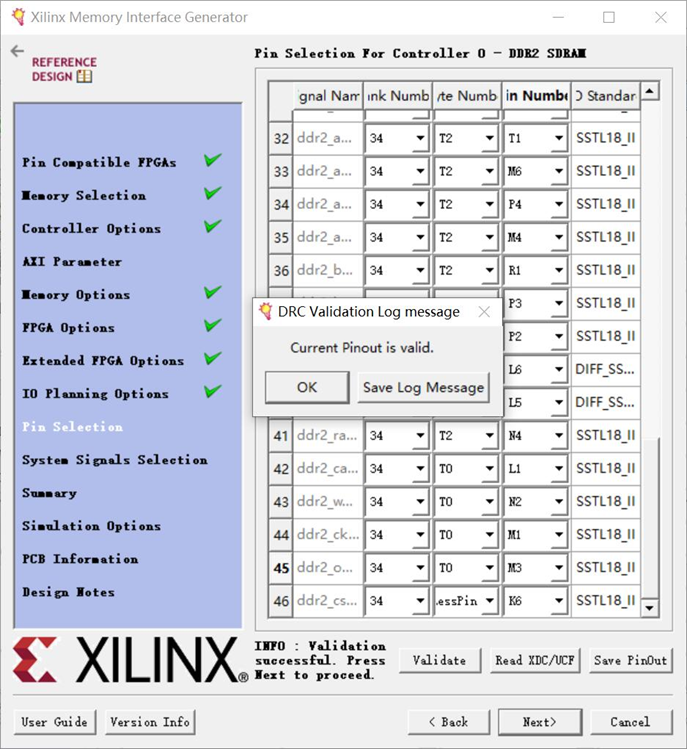 Xilinx Memory Interface Generator
REFERENCE
DESIGN
Pin Compatible FPGAs
Memory Selection
Controller Options
AXI Parameter
Memory Options
FPGA Options
Extended FPGA Options
IO Planning Options
Pin Selection
System Signals Selection
Summary
Simulation Options
PCB Information
Design Notes
Pin Selection For Controller 0 - DDR2 SDRAM
ignal Nam ank Numb yte Numb in Numbe O Standar
32 ddr2_a... 34 T2 T1 SSTL18_II
33 ddr2_a... 34 T2 M6 SSTL18_II
34 ddr2_a... 34 T2 P4 SSTL18_II
35 ddr2_a... 34 T2 M4 SSTL18_II
36 ddr2_b... 34 T2 R1 SSTL18_II
P3 SSTL18_II
P2 SSTL18_II
L6 DIFF_SS...
L5 DIFF_SS...
41 ddr2_ra... 34 T2 N4 SSTL18_II
42 ddr2_ca... 34 T0 L1 SSTL18_II
43 ddr2_w... 34 T0 N2 SSTL18_II
44 ddr2_ck... 34 T0 M1 SSTL18_II
45 ddr2_o... 34 T0 M3 SSTL18_II
46 ddr2_cs... 34 essPin K6 SSTL18_II
DRC Validation Log message
Current Pinout is valid.
OK Save Log Message
XILINX®
INFO : Validation
successful. Press
Next to proceed.
Validate Read XDC/UCF Save PinOut
User Guide Version Info < Back Next> Cancel